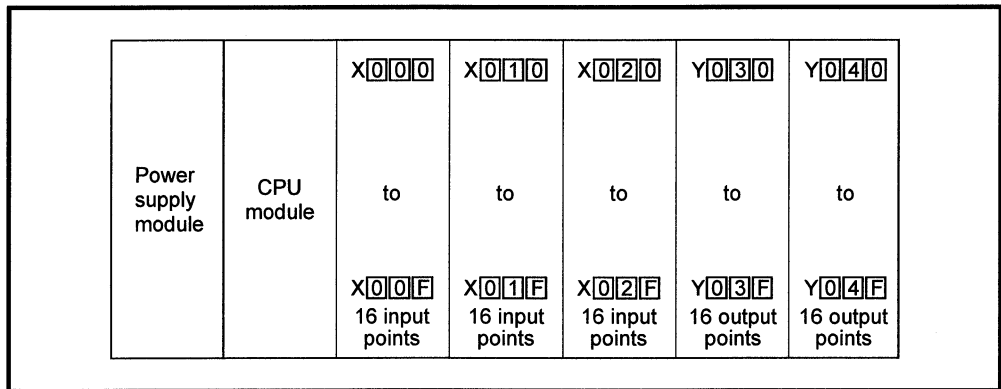 X000 X010 X020 Y030 Y040
Power
supply
module
CPU
module
to to to to to
X00F X01F X02F Y03F Y04F
16 input
points
16 input
points
16 input
points
16 output
points
16 output
points